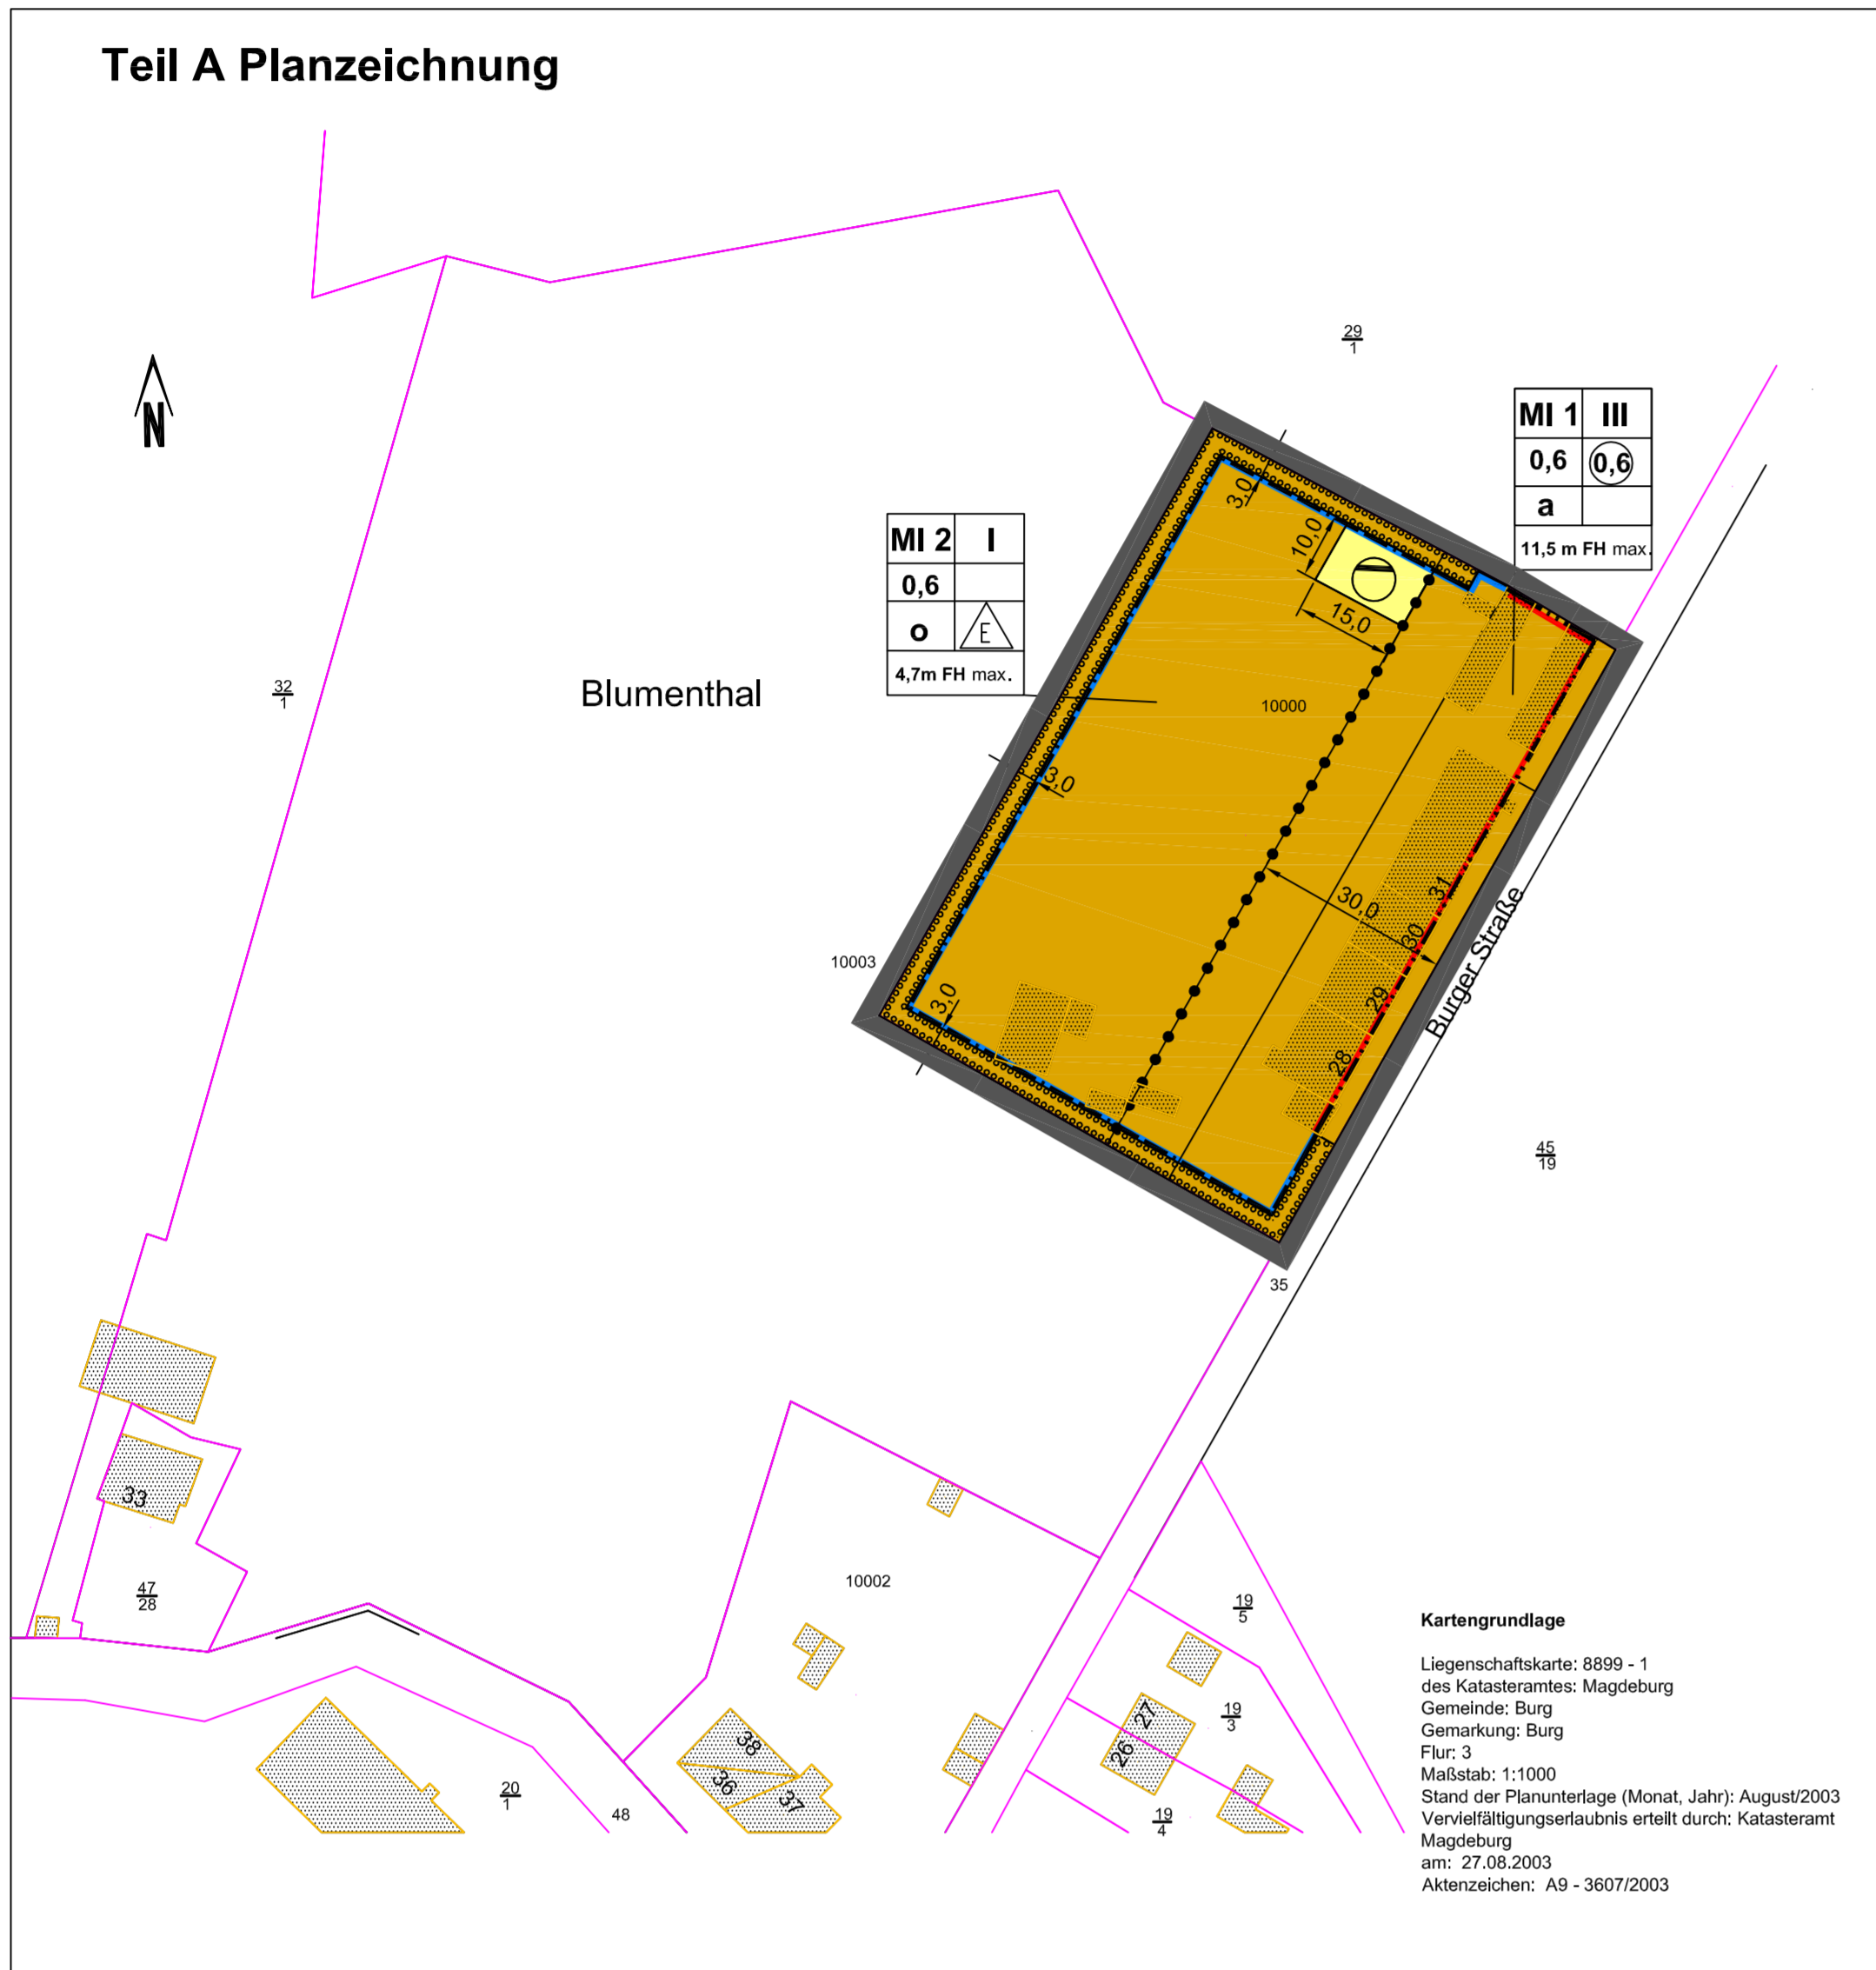 Teil A Planzeichnung
N
29
1
MI 1 III
0,6 0,6
a
11,5 m FH max.
MI 2 I
0,6
o E
4,7m FH max.
3,0
10,0
15,0
32
1
Blumenthal
10000
3,0
30,0
31
30
29
28
Burger Straße
10003
3,0
45
19
35
33
47
28
10002
19
5
19
3
27
26
38
36
37
20
1
48
19
4
Kartengrundlage
Liegenschaftskarte: 8899 - 1
des Katasteramtes: Magdeburg
Gemeinde: Burg
Gemarkung: Burg
Flur: 3
Maßstab: 1:1000
Stand der Planunterlage (Monat, Jahr): August/2003
Vervielfältigungserlaubnis erteilt durch: Katasteramt
Magdeburg
am: 27.08.2003
Aktenzeichen: A9 - 3607/2003